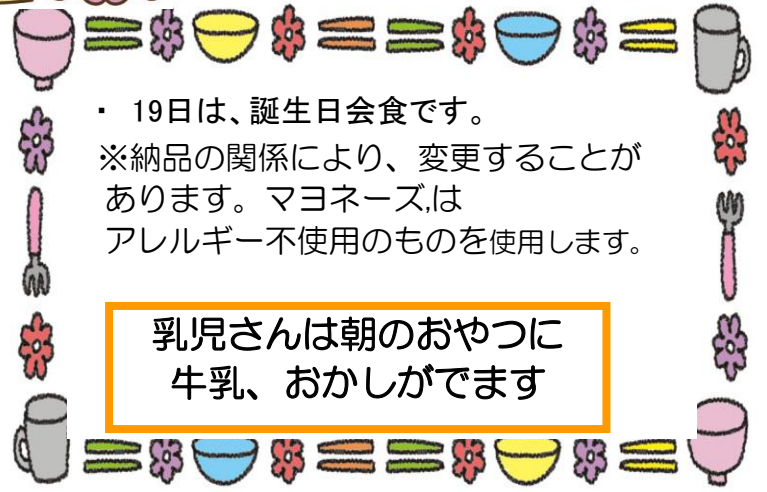 ・ 19日は、誕生日会食です。
※納品の関係により、変更することが
あります。マヨネーズ,は
アレルギー不使用のものを使用します。
乳児さんは朝のおやつに
牛乳、おかしがでます